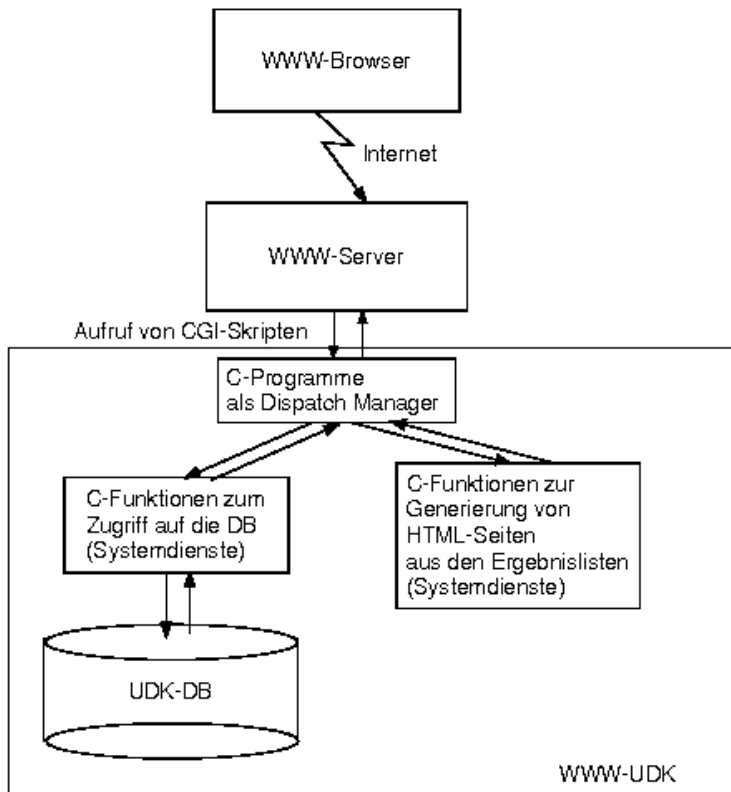 WWW-Browser
Internet
WWW-Server
Aufruf von CGI-Skripten
C-Programme
als Dispatch Manager
C-Funktionen zum
Zugriff auf die DB
(Systemdienste)
C-Funktionen zur
Generierung von
HTML-Seiten
aus den Ergebnislisten
(Systemdienste)
UDK-DB
WWW-UDK